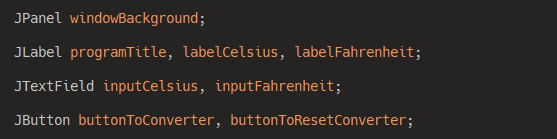 JPanel windowBackground;
JLabel programTitle, labelCelsius, labelFahrenheit;
JTextField inputCelsius, inputFahrenheit;
JButton buttonToConverter, buttonToResetConverter;